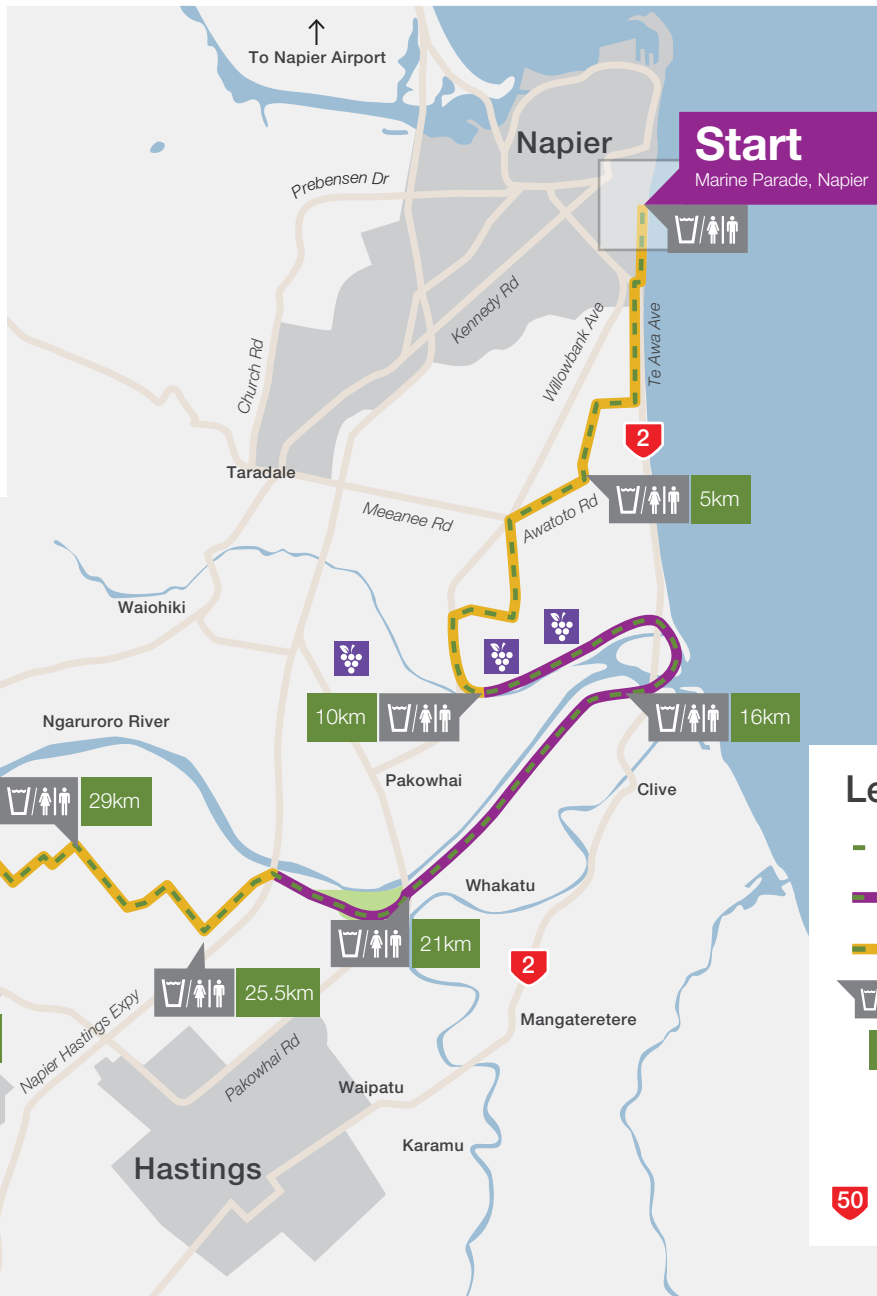 To Napier Airport
Napier
Start
Marine Parade, Napier
Prebensen Dr
Kennedy Rd
Willowbank Ave
Te Awa Ave
Church Rd
2
Taradale
5km
Meeanee Rd
Awatoto Rd
Waiohiki
10km
16km
Ngaruroro River
Pakowhai
Clive
29km
Le
Whakatu
21km
2
25.5km
Mangateretere
Napier Hastings Expy
Pakowhai Rd
Waipatu
Karamu
Hastings
50